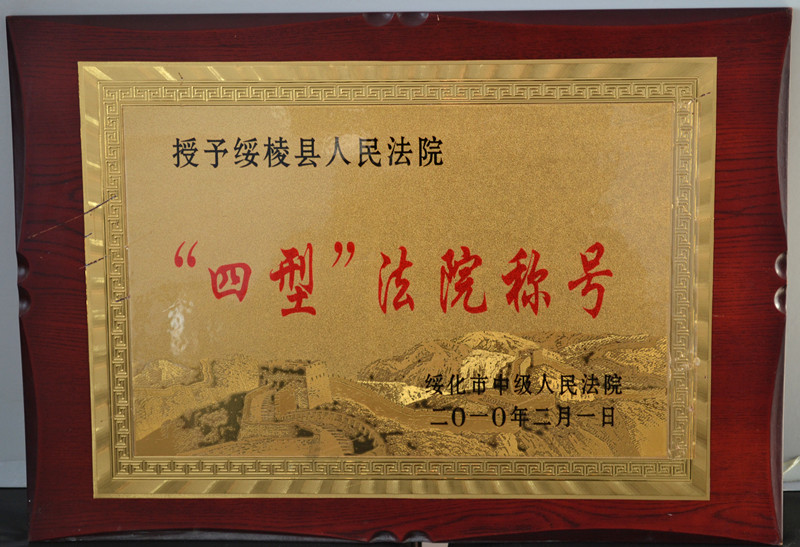 授予绥棱县人民法院
“四型”法院称号
绥化市中级人民法院
二〇一〇年二月一日